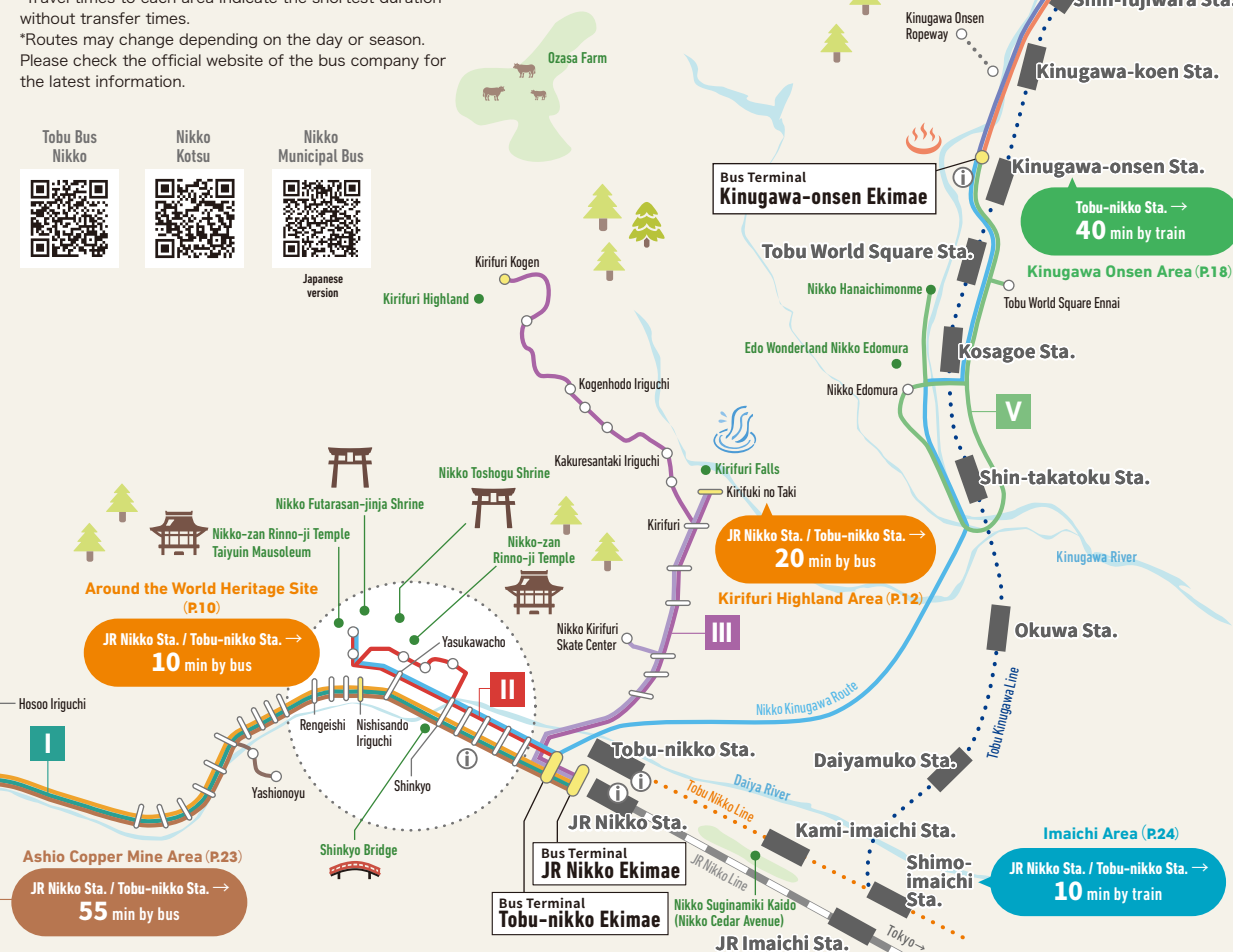 without transfer times.
*Routes may change depending on the day or season.
Please check the official website of the bus company for
the latest information.
Tobu Bus
Nikko
Nikko
Kotsu
Nikko
Municipal Bus
Japanese
version
Ozasa Farm
Kinugawa Onsen
Ropeway
Shin-fujiwara Sta.
Kinugawa-koen Sta.
Bus Terminal
Kinugawa-onsen Ekimae
Kinugawa-onsen Sta.
Tobu-nikko Sta. →
40 min by train
Kinugawa Onsen Area (P.18)
Tobu World Square Sta.
Nikko Hanaichimonme
Tobu World Square Ennai
Kirifuri Kogen
Kirifuri Highland
Edo Wonderland Nikko Edomura
Kosagoe Sta.
Nikko Edomura
V
Kogenhodo Iriguchi
Kakuresantaki Iriguchi
Kirifuri Falls
Kirifuki no Taki
Kirifuri
Shin-takatoku Sta.
JR Nikko Sta. / Tobu-nikko Sta. →
20 min by bus
Kirifuri Highland Area (P.12)
Kinugawa River
Nikko Toshogu Shrine
Nikko Futarasan-jinja Shrine
Nikko-zan Rinno-ji Temple
Taiyuin Mausoleum
Nikko-zan
Rinno-ji Temple
Around the World Heritage Site
(P.10)
JR Nikko Sta. / Tobu-nikko Sta. →
10 min by bus
Yasukawacho
Nikko Kirifuri
Skate Center
III
Okuwa Sta.
II
Hosoo Iriguchi
I
Rengeishi
Nishisando
Iriguchi
Nikko Kinugawa Route
Tobu Kinugawa Line
Yashionoyu
Shinkyo
i
Tobu-nikko Sta.
i
i
i
Daiyamuko Sta.
Daiya River
Tobu Nikko Line
JR Nikko Sta.
Kami-imaichi Sta.
Imaichi Area (P.24)
JR Nikko Sta. / Tobu-nikko Sta. →
10 min by train
Shimo-
imaichi
Sta.
Shinkyo Bridge
Bus Terminal
JR Nikko Ekimae
JR Nikko Line
Ashio Copper Mine Area (P.23)
JR Nikko Sta. / Tobu-nikko Sta. →
55 min by bus
Bus Terminal
Tobu-nikko Ekimae
Nikko Suginamiki Kaido
(Nikko Cedar Avenue)
JR Imaichi Sta.
Tokyo→